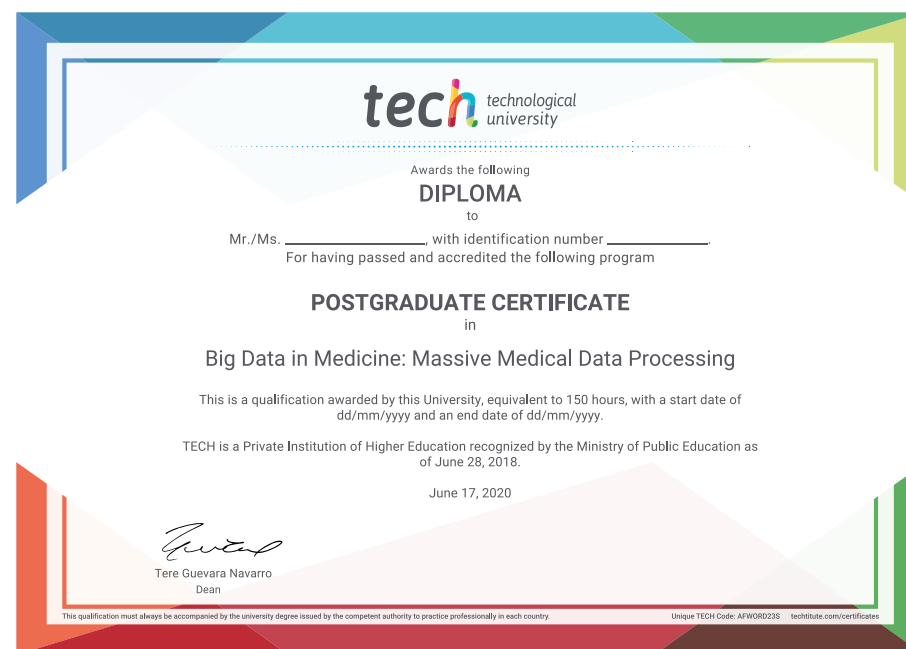 tech technological
university
Awards the following
DIPLOMA
to
Mr./Ms. ____________________, with identification number ______________.
For having passed and accredited the following program
POSTGRADUATE CERTIFICATE
in
Big Data in Medicine: Massive Medical Data Processing
This is a qualification awarded by this University, equivalent to 150 hours, with a start date of
dd/mm/yyyy and an end date of dd/mm/yyyy.
TECH is a Private Institution of Higher Education recognized by the Ministry of Public Education as
of June 28, 2018.
June 17, 2020
Tere Guevara Navarro
Dean
This qualification must always be accompanied by the university degree issued by the competent authority to practice professionally in each country.
Unique TECH Code: AFWORD23S techtitute.com/certificates